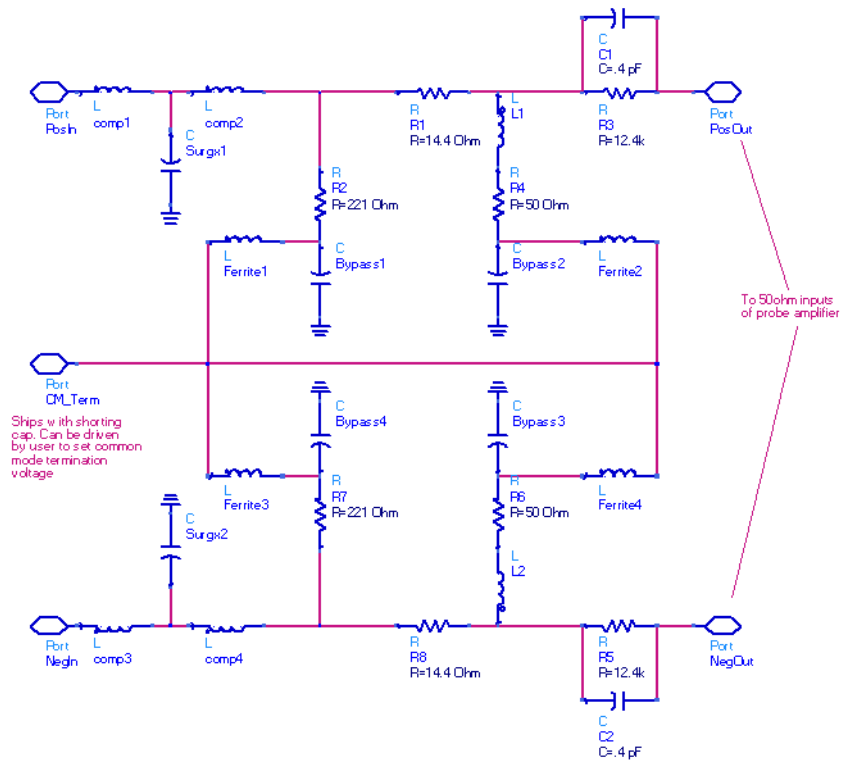 C
C1
C=.4 pF
Port
PosIn
L
comp1
L
comp2
R
R1
R=14.4 Ohm
L
L1
R
R3
R=12.4k
Port
PosOut
C
Surgx1
R
R2
R=221 Ohm
R
R4
R=50 Ohm
L
Ferrite1
C
Bypass1
C
Bypass2
L
Ferrite2
To 50ohm inputs
of probe amplifier
Port
CM_Term
Ships with shorting
cap. Can be driven
by user to set common
mode termination
voltage
C
Bypass4
C
Bypass3
L
Ferrite3
R
R7
R=221 Ohm
R
R6
R=50 Ohm
L
Ferrite4
C
Surgx2
L
L2
Port
NegIn
L
comp3
L
comp4
R
R8
R=14.4 Ohm
R
R5
R=12.4k
Port
NegOut
C
C2
C=.4 pF